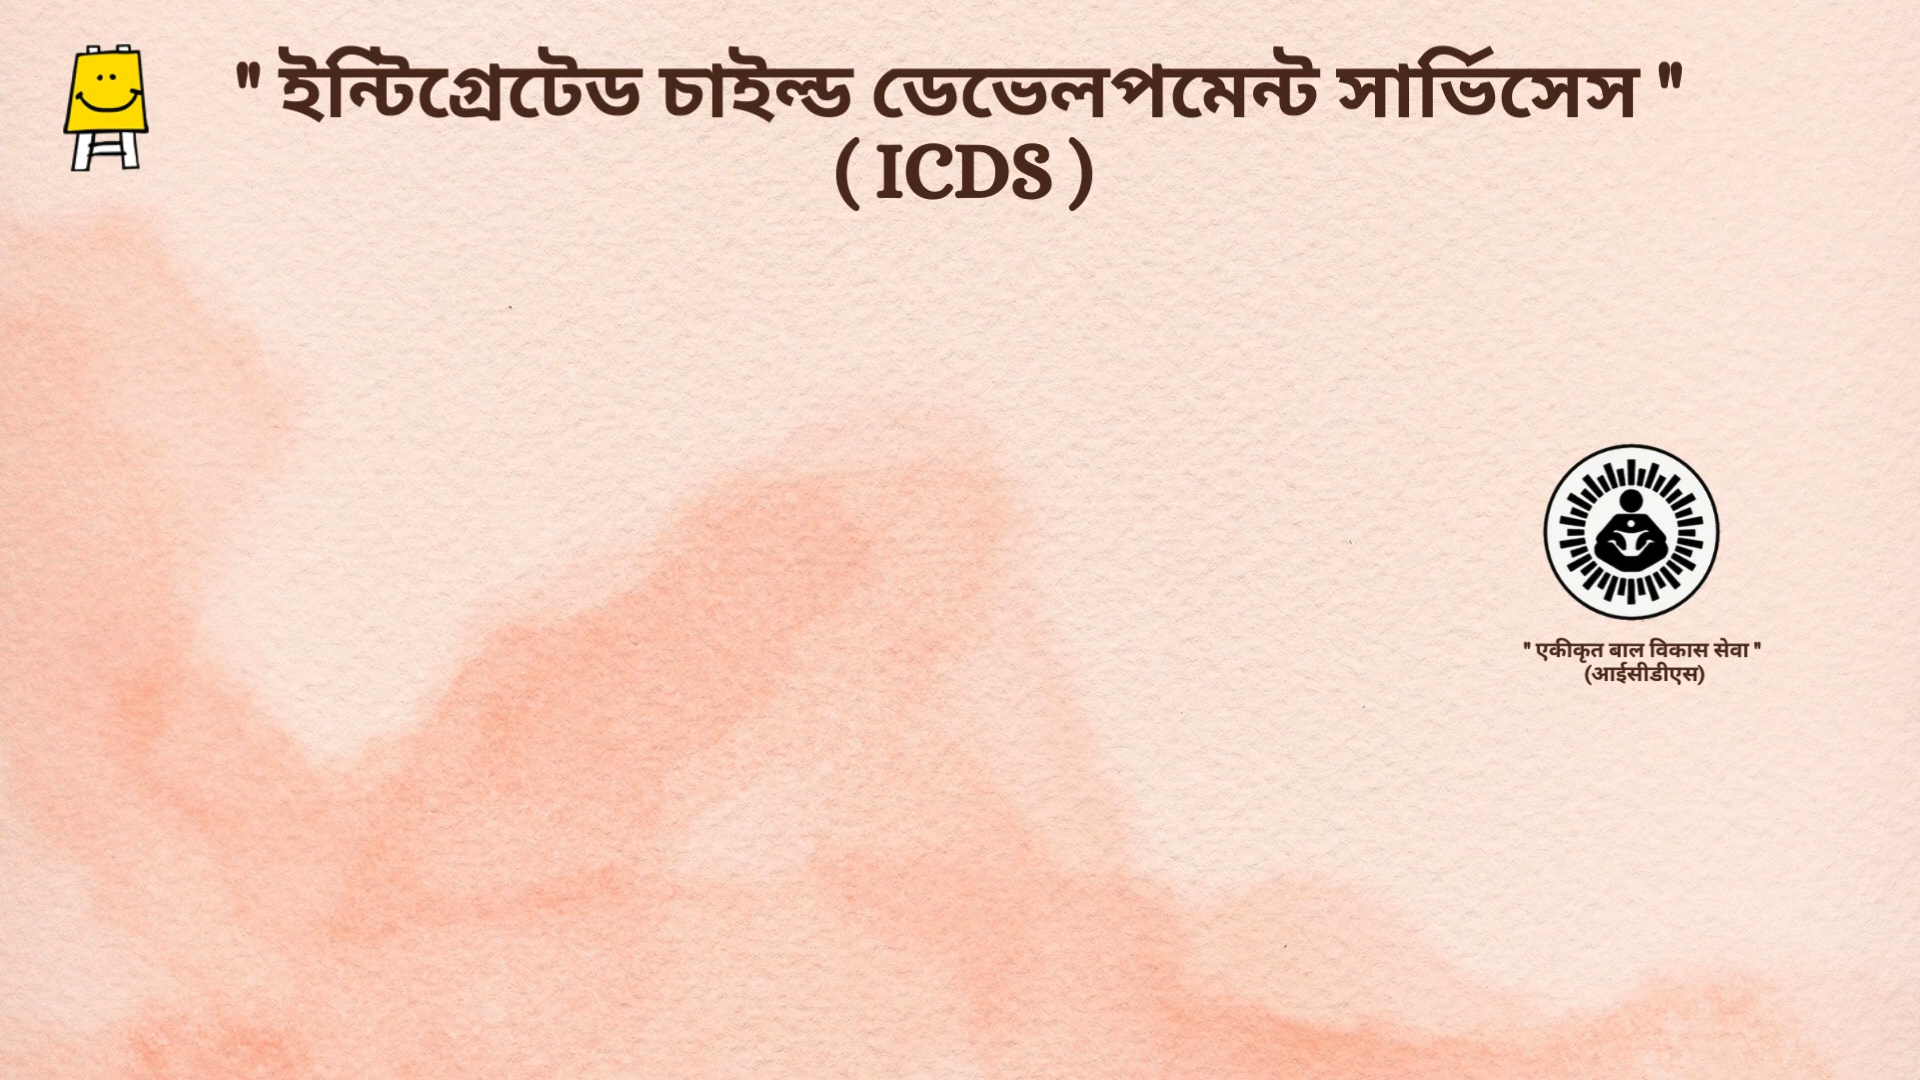 " ইন্টিগ্রেটেড চাইল্ড ডেভেলপমেন্ট সার্ভিসেস "
( ICDS )
" एकीकृत बाल विकास सेवा "
(आईसीडीएस)